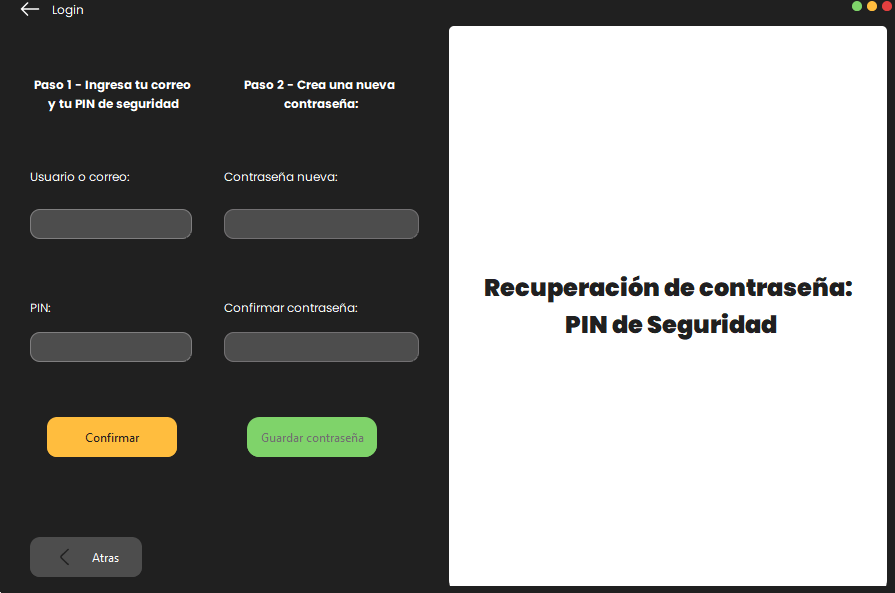 Login
Paso 1 - Ingresa tu correo
y tu PIN de seguridad
Paso 2 - Crea una nueva
contraseña:
Usuario o correo:
Contraseña nueva:
PIN:
Confirmar contraseña:
Confirmar
Guardar contraseña
Atras
Recuperación de contraseña:
PIN de Seguridad